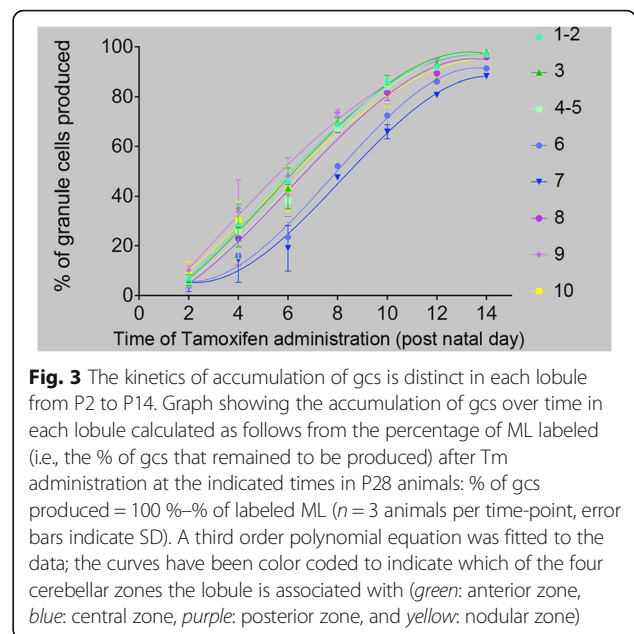 100
80
60
40
20
0
% of granule cells produced
0 2 4 6 8 10 12 14
Time of Tamoxifen administration (post natal day)
1-2
3
4-5
6
7
8
9
10
Fig. 3 The kinetics of accumulation of gcs is distinct in each lobule
from P2 to P14. Graph showing the accumulation of gcs over time in
each lobule calculated as follows from the percentage of ML labeled
(i.e., the % of gcs that remained to be produced) after Tm
administration at the indicated times in P28 animals: % of gcs
produced = 100 %–% of labeled ML (n = 3 animals per time-point, error
bars indicate SD). A third order polynomial equation was fitted to the
data; the curves have been color coded to indicate which of the four
cerebellar zones the lobule is associated with (green: anterior zone,
blue: central zone, purple: posterior zone, and yellow: nodular zone)